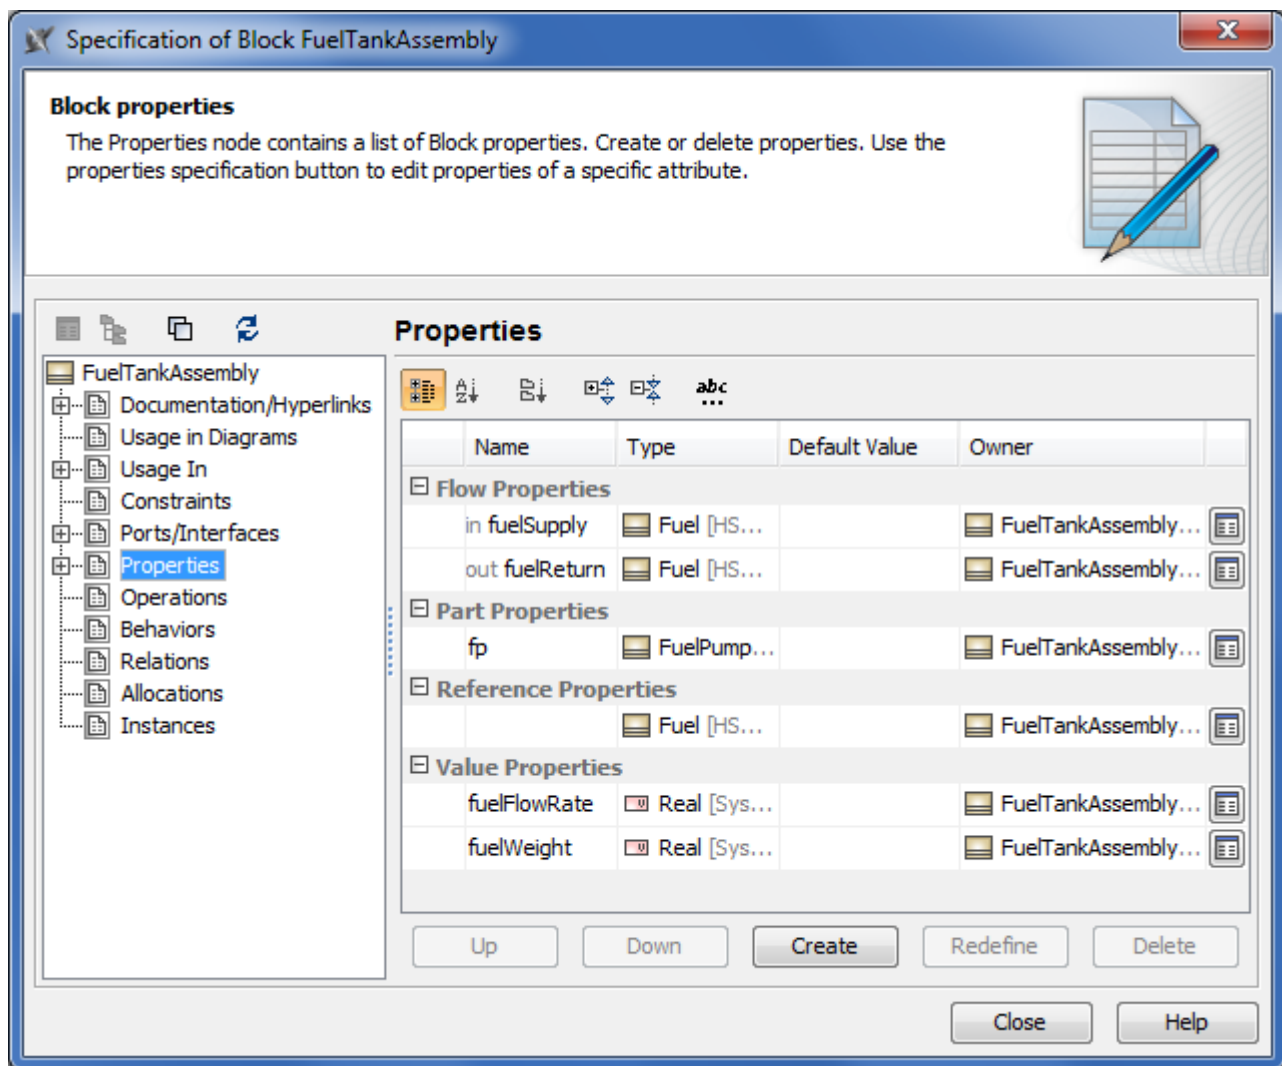 Specification of Block FuelTankAssembly
Block properties
The Properties node contains a list of Block properties. Create or delete properties. Use the
properties specification button to edit properties of a specific attribute.
Properties
FuelTankAssembly
Documentation/Hyperlinks
Usage in Diagrams
Usage In
Constraints
Ports/Interfaces
Properties
Operations
Behaviors
Relations
Allocations
Instances
abc
Name Type Default Value Owner
Flow Properties
in fuelSupply Fuel [HS... FuelTankAssembly...
out fuelReturn Fuel [HS... FuelTankAssembly...
Part Properties
fp FuelPump... FuelTankAssembly...
Reference Properties
Fuel [HS... FuelTankAssembly...
Value Properties
fuelFlowRate Real [Sys... FuelTankAssembly...
fuelWeight Real [Sys... FuelTankAssembly...
Up Down Create Redefine Delete
Close Help